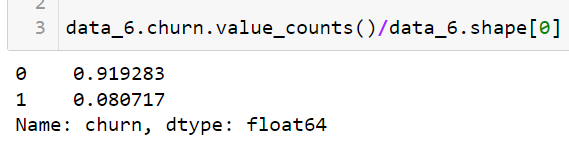 2
3 data_6.churn.value_counts()/data_6.shape[0]
0 0.919283
1 0.080717
Name: churn, dtype: float64